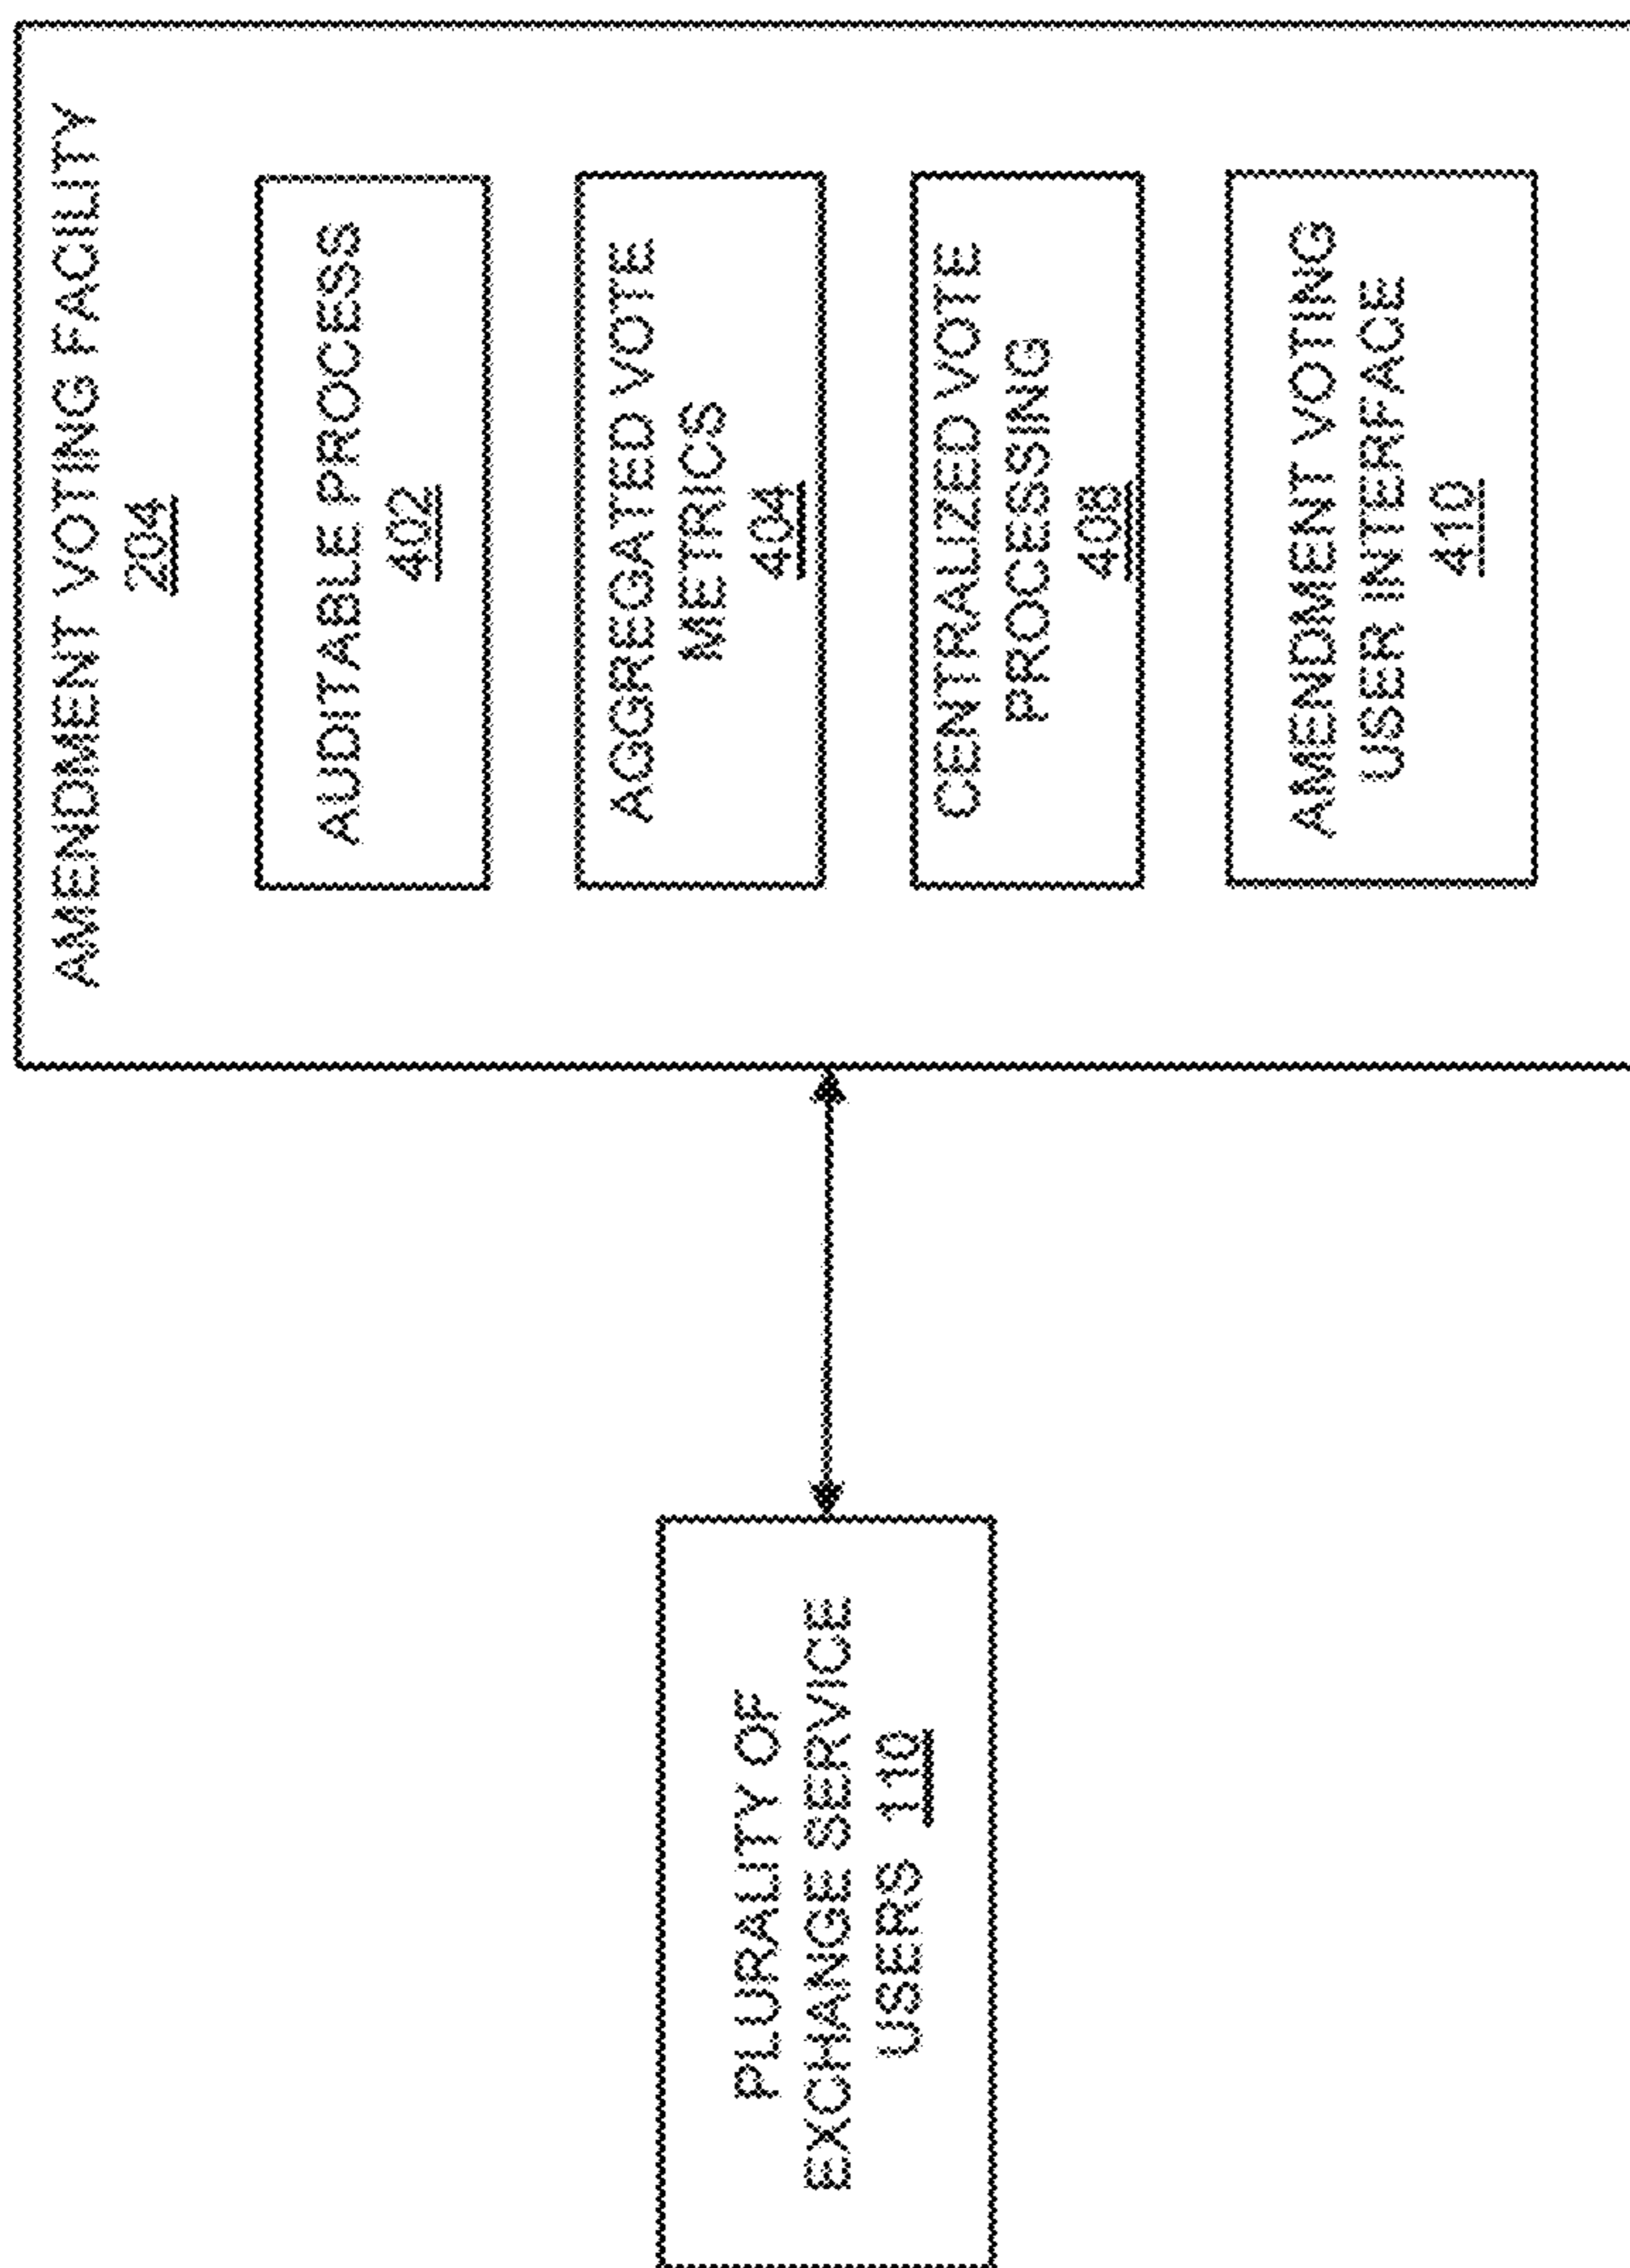 AMENDMENT VOTING FACILITY
204
AUDITABLE PROCESS
402
AGGREGATED VOTE
METRICS
404
CENTRALIZED VOTE
PROCESSING
408
AMENDMENT VOTING
USER INTERFACE
410
PLURALITY OF
EXCHANGE SERVICE
USERS 110